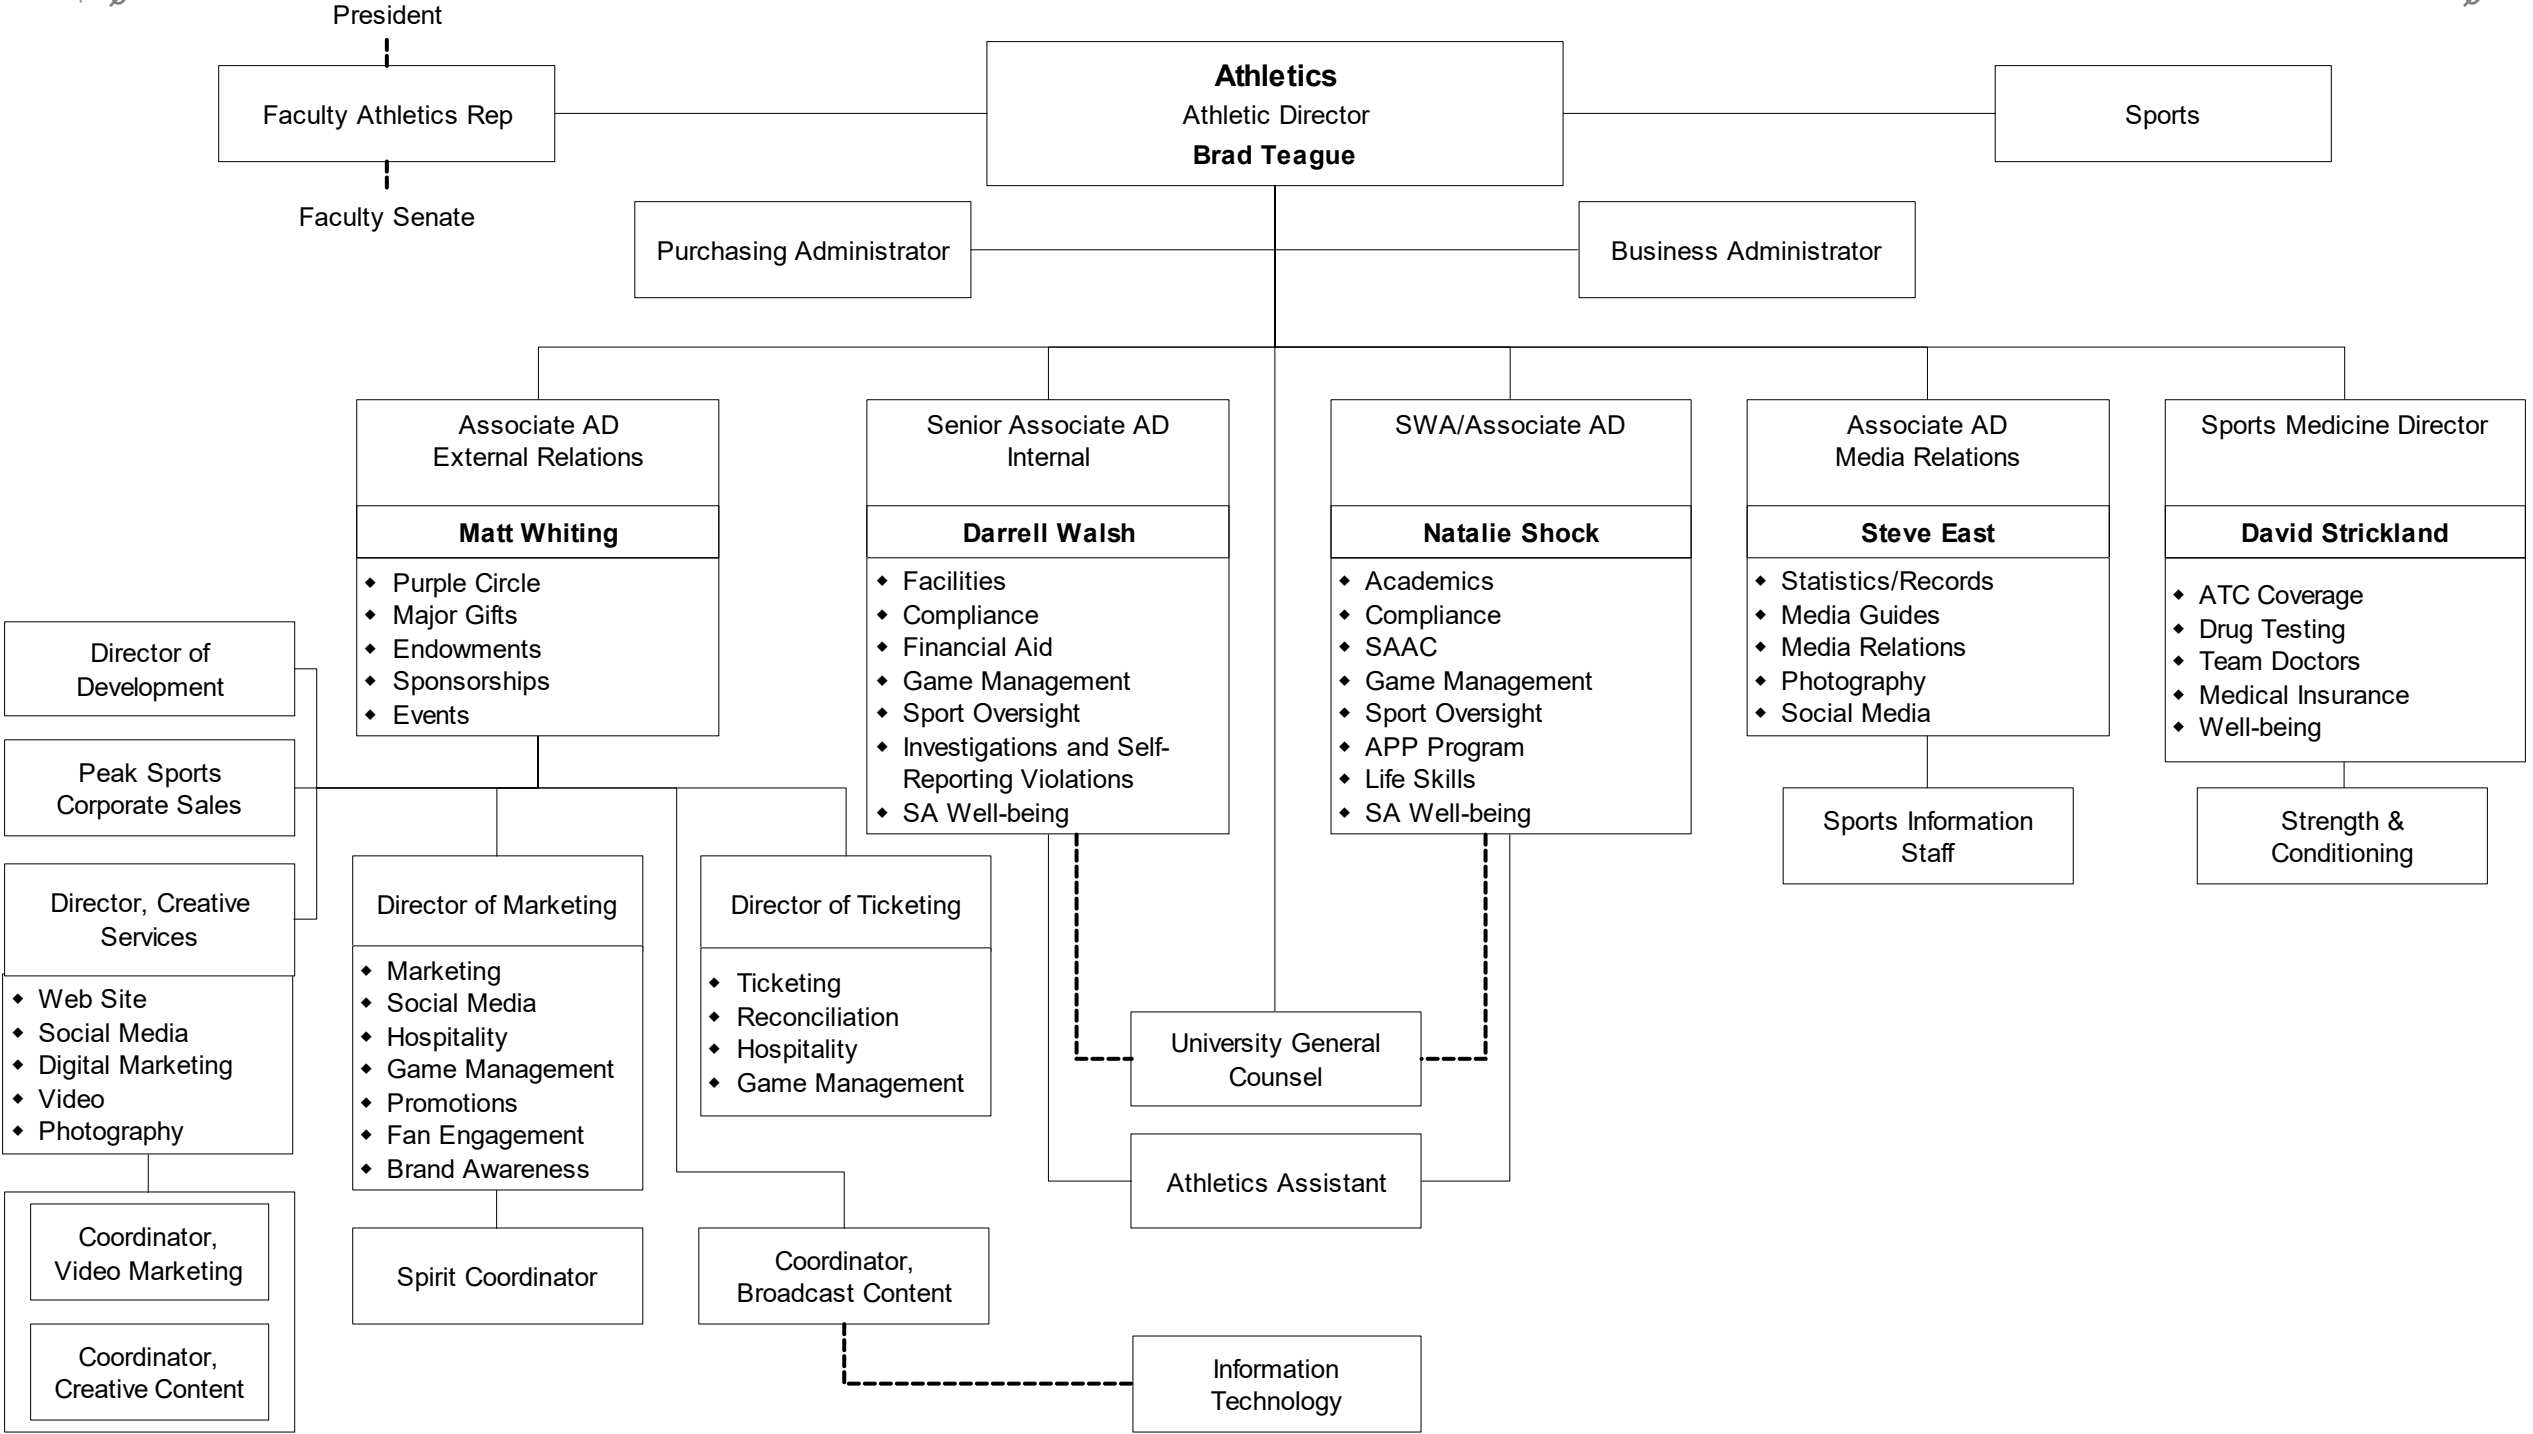 President
Faculty Athletics Rep
Faculty Senate
Athletics
Athletic Director
Brad Teague
Sports
Purchasing Administrator
Business Administrator
Associate AD
External Relations
Matt Whiting
◆ Purple Circle
◆ Major Gifts
◆ Endowments
◆ Sponsorships
◆ Events
Senior Associate AD
Internal
Darrell Walsh
◆ Facilities
◆ Compliance
◆ Financial Aid
◆ Game Management
◆ Sport Oversight
◆ Investigations and Self-
Reporting Violations
◆ SA Well-being
SWA/Associate AD
Natalie Shock
◆ Academics
◆ Compliance
◆ SAAC
◆ Game Management
◆ Sport Oversight
◆ APP Program
◆ Life Skills
◆ SA Well-being
Associate AD
Media Relations
Steve East
◆ Statistics/Records
◆ Media Guides
◆ Media Relations
◆ Photography
◆ Social Media
Sports Medicine Director
David Strickland
◆ ATC Coverage
◆ Drug Testing
◆ Team Doctors
◆ Medical Insurance
◆ Well-being
Director of
Development
Peak Sports
Corporate Sales
Director, Creative
Services
◆ Web Site
◆ Social Media
◆ Digital Marketing
◆ Video
◆ Photography
Coordinator,
Video Marketing
Coordinator,
Creative Content
Director of Marketing
◆ Marketing
◆ Social Media
◆ Hospitality
◆ Game Management
◆ Promotions
◆ Fan Engagement
◆ Brand Awareness
Spirit Coordinator
Director of Ticketing
◆ Ticketing
◆ Reconciliation
◆ Hospitality
◆ Game Management
Coordinator,
Broadcast Content
University General
Counsel
Athletics Assistant
Information
Technology
Sports Information
Staff
Strength &
Conditioning